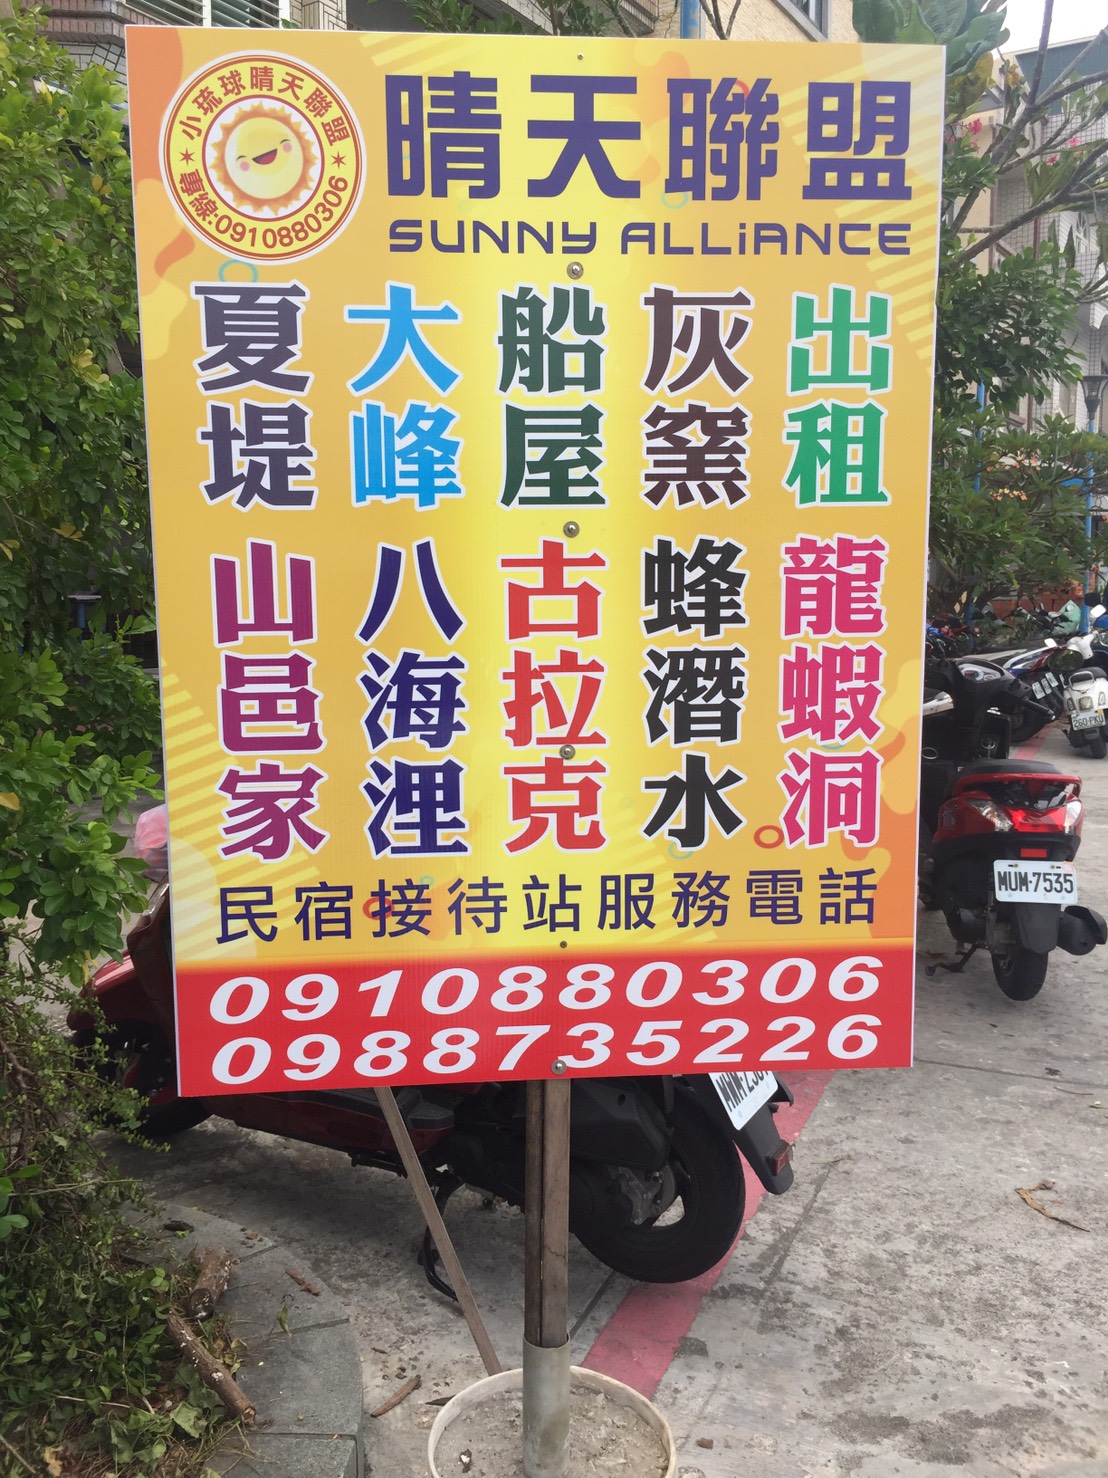 小琉球晴天聯盟
專線:0910880306
晴天聯盟
SUNNY ALLiANCE
夏堤
大峰
船屋
灰窯
出租
山邑家
八海浬
古拉克
蜂潛水
龍蝦洞
民宿接待站服務電話
0910880306
0988735226
MUM-7535
260-PKU